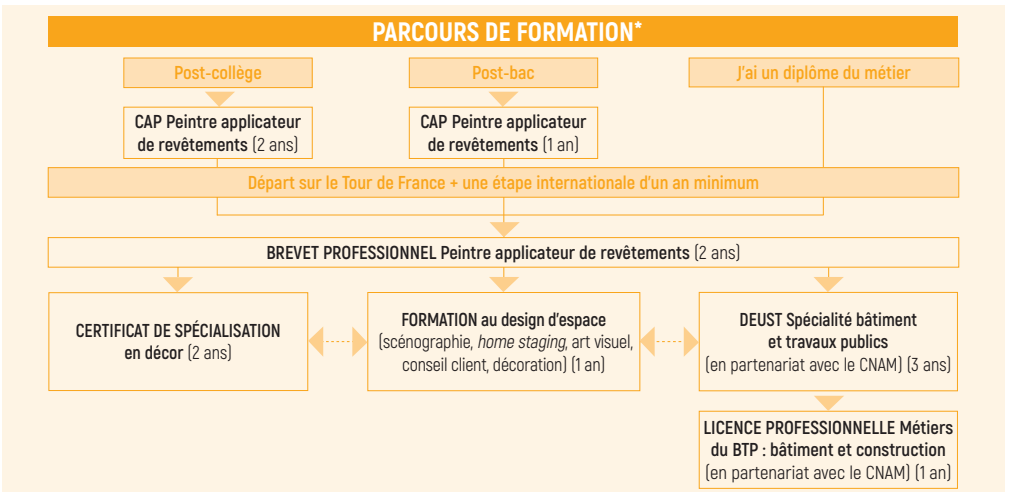 PARCOURS DE FORMATION*
Post-collège
Post-bac
J'ai un diplôme du métier
CAP Peintre applicateur
de revêtements (2 ans)
CAP Peintre applicateur
de revêtements (1 an)
Départ sur le Tour de France + une étape internationale d'un an minimum
BREVET PROFESSIONNEL Peintre applicateur de revêtements (2 ans)
CERTIFICAT DE SPÉCIALISATION
en décor (2 ans)
FORMATION au design d'espace
(scénographie, home staging, art visuel,
conseil client, décoration) (1 an)
DEUST Spécialité bâtiment
et travaux publics
(en partenariat avec le CNAM) (3 ans)
LICENCE PROFESSIONNELLE Métiers
du BTP : bâtiment et construction
(en partenariat avec le CNAM) (1 an)